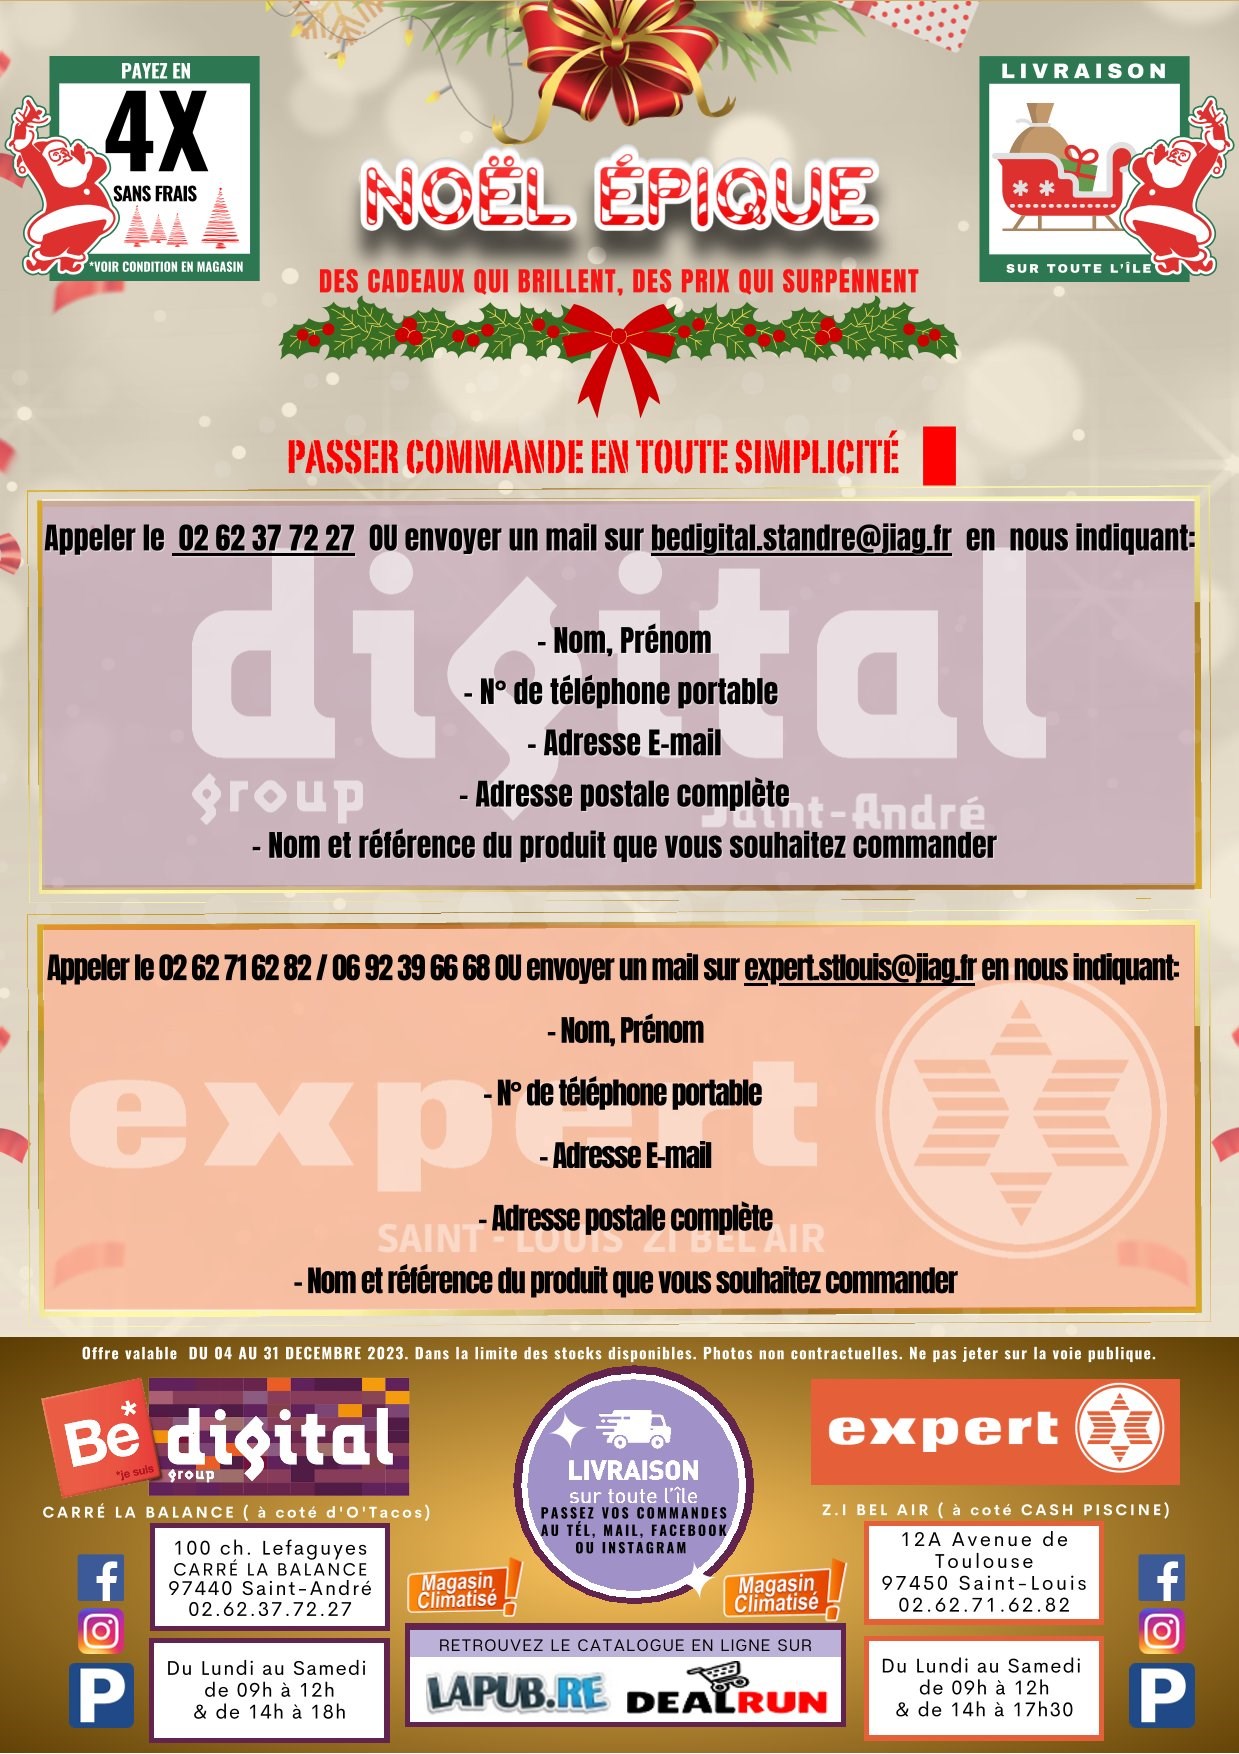 PAYEZ EN
4X
SANS FRAIS
*VOIR CONDITION EN MAGASIN
LIVRAISON
SUR TOUTE L'ÎLE
NOËL ÉPIQUE
DES CADEAUX QUI BRILLENT, DES PRIX QUI SURPENNENT
PASSER COMMANDE EN TOUTE SIMPLICITÉ
Appeler le 02 62 37 72 27 OU envoyer un mail sur bedigital.standre@jiag.fr en nous indiquant:
- Nom, Prénom
- N° de téléphone portable
- Adresse E-mail
- Adresse postale complète
- Nom et référence du produit que vous souhaitez commander
digital
group
Saint-André
Appeler le 02 62 71 62 82 / 06 92 39 66 68 OU envoyer un mail sur expert.stlouis@jiag.fr en nous indiquant:
- Nom, Prénom
- N° de téléphone portable
- Adresse E-mail
- Adresse postale complète
- Nom et référence du produit que vous souhaitez commander
expert
SAINT - LOUIS ZI BEL AIR
Offre valable DU 04 AU 31 DECEMBRE 2023. Dans la limite des stocks disponibles. Photos non contractuelles. Ne pas jeter sur la voie publique.
Be*
*je suis
digital
group
CARRÉ LA BALANCE ( à coté d'O'Tacos)
100 ch. Lefaguyes
CARRÉ LA BALANCE
97440 Saint-André
02.62.37.72.27
Du Lundi au Samedi
de 09h à 12h
& de 14h à 18h
f
P
LIVRAISON
sur toute l'île
PASSEZ VOS COMMANDES
AU TÉL, MAIL, FACEBOOK
OU INSTAGRAM
Magasin
Climatisé !
Magasin
Climatisé !
RETROUVEZ LE CATALOGUE EN LIGNE SUR
LAPUB.RE
DEALRUN
expert
Z.I BEL AIR ( à coté CASH PISCINE)
12A Avenue de
Toulouse
97450 Saint-Louis
02.62.71.62.82
Du Lundi au Samedi
de 09h à 12h
& de 14h à 17h30
f
P